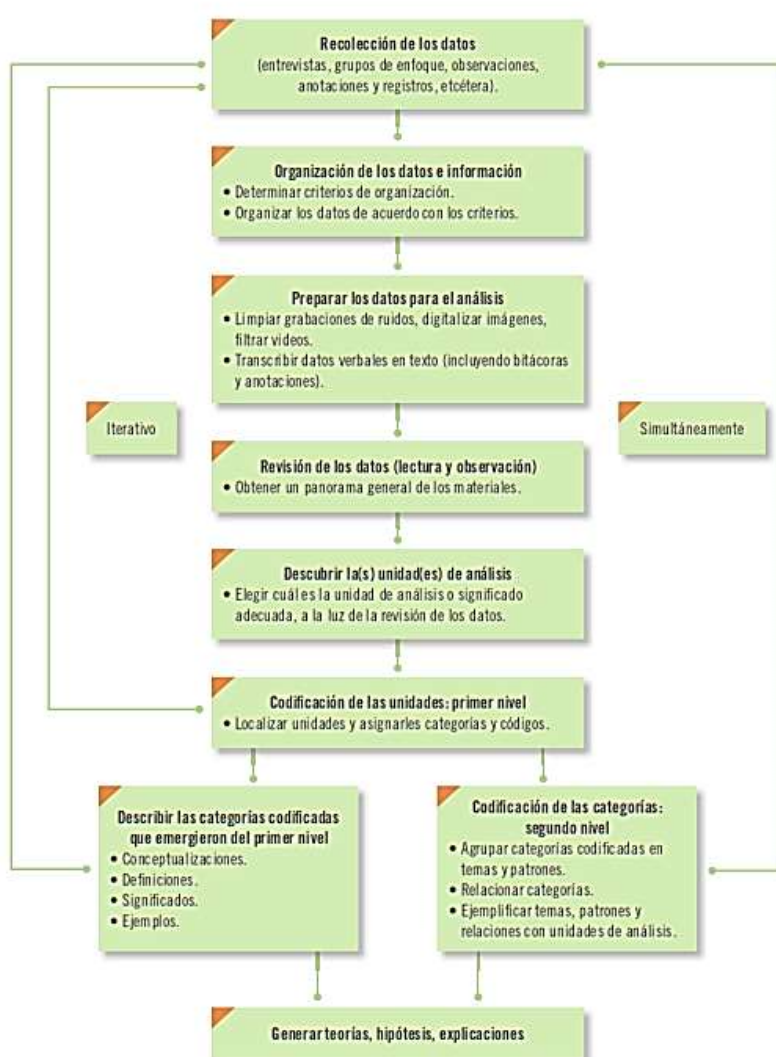 Recolección de los datos
(entrevistas, grupos de enfoque, observaciones,
anotaciones y registros, etcétera).
Organización de los datos e información
• Determinar criterios de organización.
• Organizar los datos de acuerdo con los criterios.
Preparar los datos para el análisis
• Limpiar grabaciones de ruidos, digitalizar imágenes,
filtrar videos.
• Transcribir datos verbales en texto (incluyendo bitácoras
y anotaciones).
Iterativo
Simultáneamente
Revisión de los datos (lectura y observación)
• Obtener un panorama general de los materiales.
Descubrir la(s) unidad(es) de análisis
• Elegir cuál es la unidad de análisis o significado
adecuada, a la luz de la revisión de los datos.
Codificación de las unidades: primer nivel
• Localizar unidades y asignarles categorías y códigos.
Describir las categorías codificadas
que emergieron del primer nivel
• Conceptualizaciones.
• Definiciones.
• Significados.
• Ejemplos.
Codificación de las categorías:
segundo nivel
• Agrupar categorías codificadas en
temas y patrones.
• Relacionar categorías.
• Ejemplificar temas, patrones y
relaciones con unidades de análisis.
Generar teorías, hipótesis, explicaciones